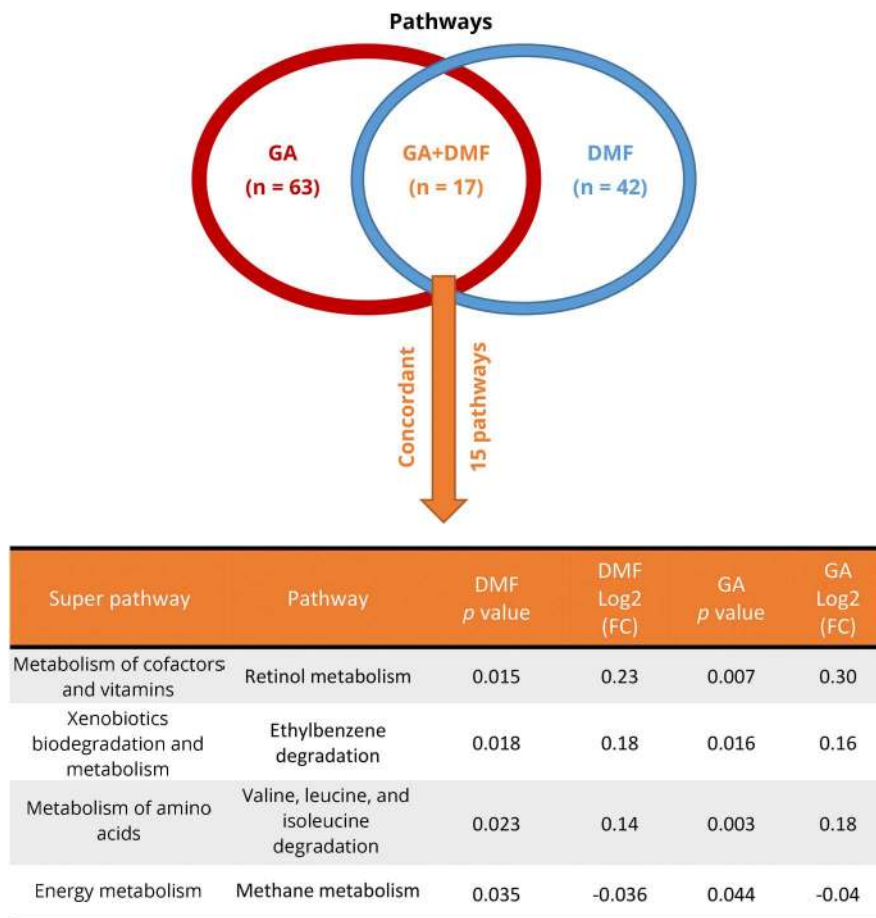 Pathways
GA
(n = 63)
GA+DMF
(n = 17)
DMF
(n = 42)
Concordant
15 pathways
Super pathway
Pathway
DMF
p value
DMF
Log2
(FC)
GA
p value
GA
Log2
(FC)
Metabolism of cofactors
and vitamins
Retinol metabolism
0.015
0.23
0.007
0.30
Xenobiotics
biodegradation and
metabolism
Ethylbenzene
degradation
0.018
0.18
0.016
0.16
Metabolism of amino
acids
Valine, leucine, and
isoleucine
degradation
0.023
0.14
0.003
0.18
Energy metabolism
Methane metabolism
0.035
-0.036
0.044
-0.04